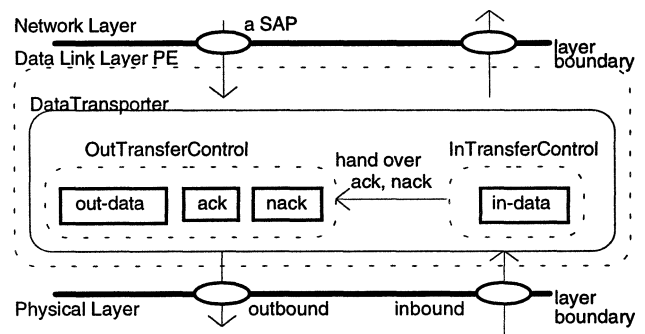 Network Layer
a SAP
layer
boundary
Data Link Layer PE
DataTransporter
OutTransferControl
InTransferControl
hand over
ack, nack
out-data
ack
nack
in-data
Physical Layer
outbound
inbound
layer
boundary